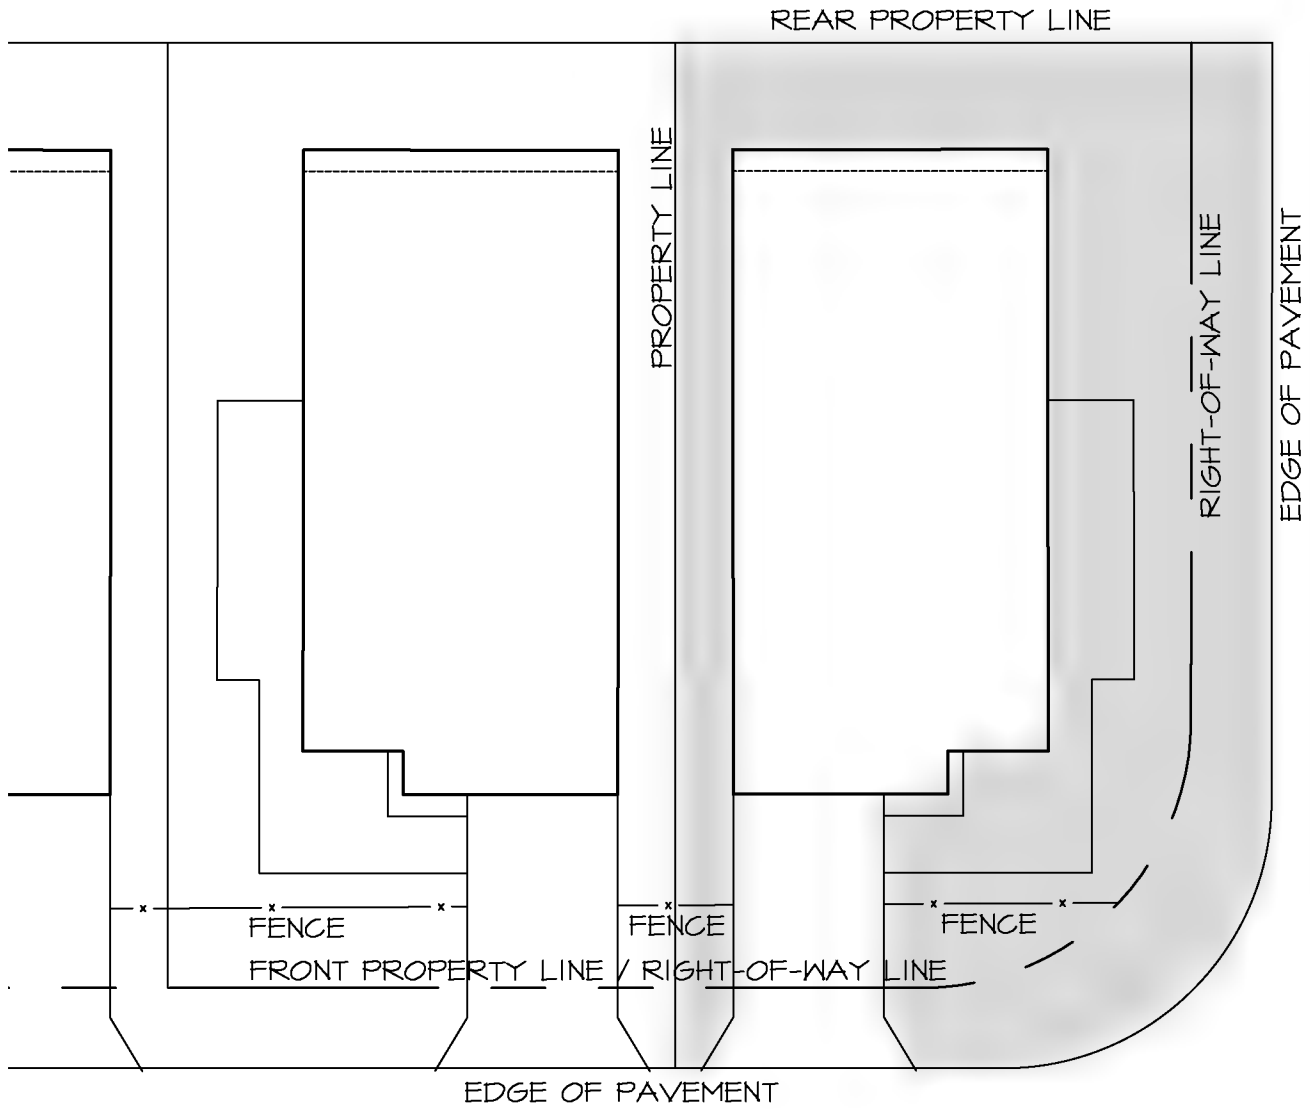 REAR PROPERTY LINE
PROPERTY LINE
RIGHT-OF-WAY LINE
EDGE OF PAVEMENT
FENCE
FENCE
FENCE
FRONT PROPERTY LINE / RIGHT-OF-WAY LINE
EDGE OF PAVEMENT